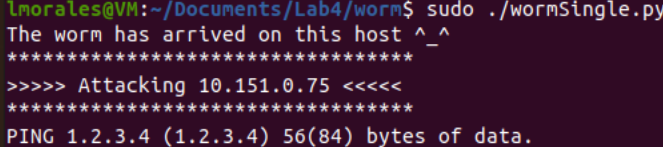 lmorales@VM:~/Documents/Lab4/worm$ sudo ./wormSingle.py
The worm has arrived on this host ^_^
**********************************
>>>>> Attacking 10.151.0.75 <<<<<
**********************************
PING 1.2.3.4 (1.2.3.4) 56(84) bytes of data.